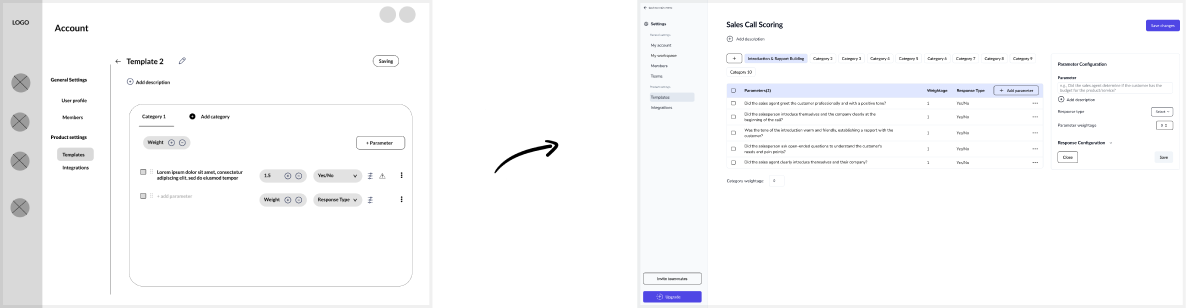 LOGO
Account
Template 2
Saving
General Settings
Add description
User profile
Members
Category 1
Add category
Product settings
Weight
+ Parameter
Templates
Integrations
Lorem ipsum dolor sit amet, consectetur
adipiscing elit, sed do eiusmod tempor
1.5
Yes/No
+ add parameter
Weight
Response Type
Settings
My account
My workspace
Members
Teams
Templates
Integrations
Invite teammates
Upgrade
Sales Call Scoring
Save changes
Add description
+
Introduction & Rapport Building
Category 2
Category 3
Category 4
Category 5
Category 6
Category 7
Category 8
Category 9
Category 10
Parameters(2)
Weightage
Response Type
+ Add parameter
Did the sales agent greet the customer professionally and with a positive tone?
1
Yes/No
Did the salesperson introduce themselves and the company clearly at the
beginning of the call?
1
Yes/No
Was the tone of the introduction warm and friendly, establishing a rapport with the
customer?
1
Yes/No
Did the salesperson ask open-ended questions to understand the customer's
needs and pain points?
1
Yes/No
Did the sales agent clearly introduce themselves and their company?
1
Yes/No
Category weightage:
Parameter Configuration
Parameter
e.g., Did the sales agent determine if the customer has the
budget for the product/service?
Add description
Response type
Select
Parameter weightage
Response Configuration
Close
Save